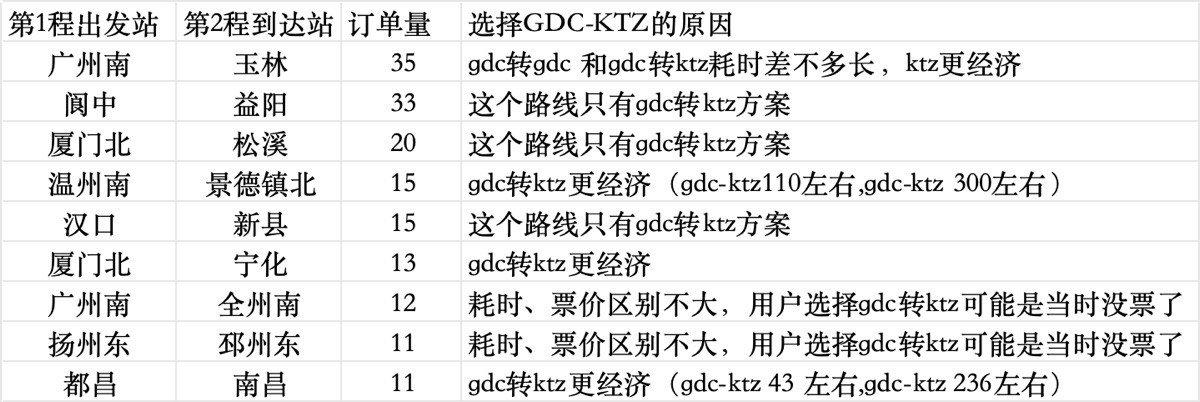 第1程出发站 第2程到达站 订单量 选择GDC-KTZ的原因
广州南 玉林 35 gdc转gdc 和gdc转ktz耗时差不多长，ktz更经济
阆中 益阳 33 这个路线只有gdc转ktz方案
厦门北 松溪 20 这个路线只有gdc转ktz方案
温州南 景德镇北 15 gdc转ktz更经济（gdc-ktz110左右,gdc-ktz 300左右）
汉口 新县 15 这个路线只有gdc转ktz方案
厦门北 宁化 13 gdc转ktz更经济
广州南 全州南 12 耗时、票价区别不大，用户选择gdc转ktz可能是当时没票了
扬州东 邳州东 11 耗时、票价区别不大，用户选择gdc转ktz可能是当时没票了
都昌 南昌 11 gdc转ktz更经济（gdc-ktz 43 左右,gdc-ktz 236左右）